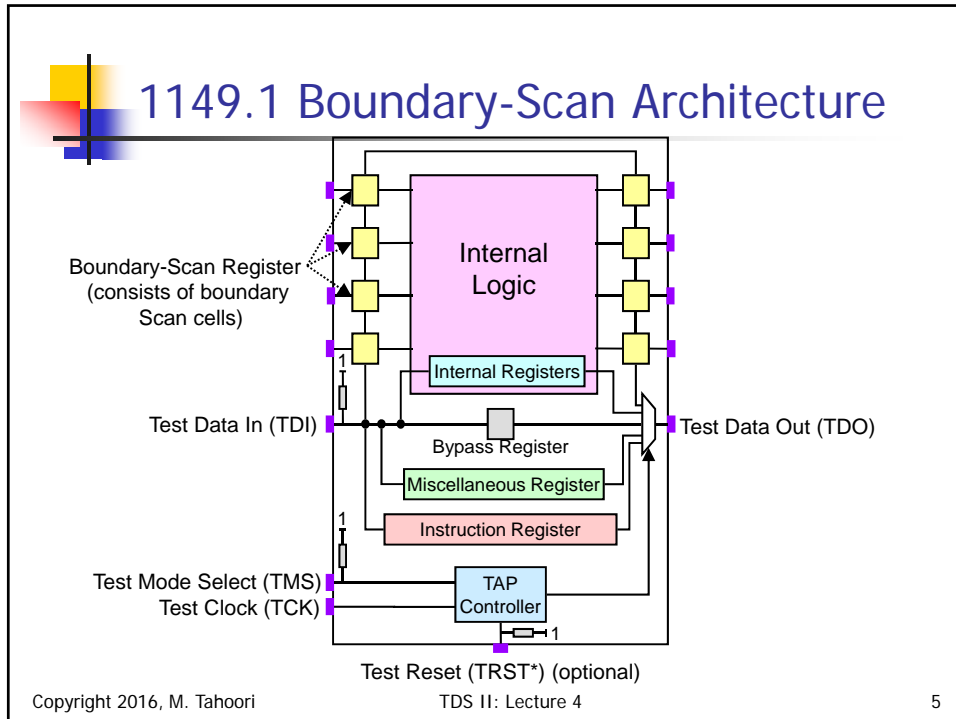 1149.1 Boundary-Scan Architecture
Boundary-Scan Register
(consists of boundary
Scan cells)
Internal
Logic
1
Internal Registers
Test Data In (TDI)
Test Data Out (TDO)
Bypass Register
Miscellaneous Register
1
Instruction Register
Test Mode Select (TMS)
Test Clock (TCK)
TAP
Controller
1
Test Reset (TRST*) (optional)
Copyright 2016, M. Tahoori
TDS II: Lecture 4
5